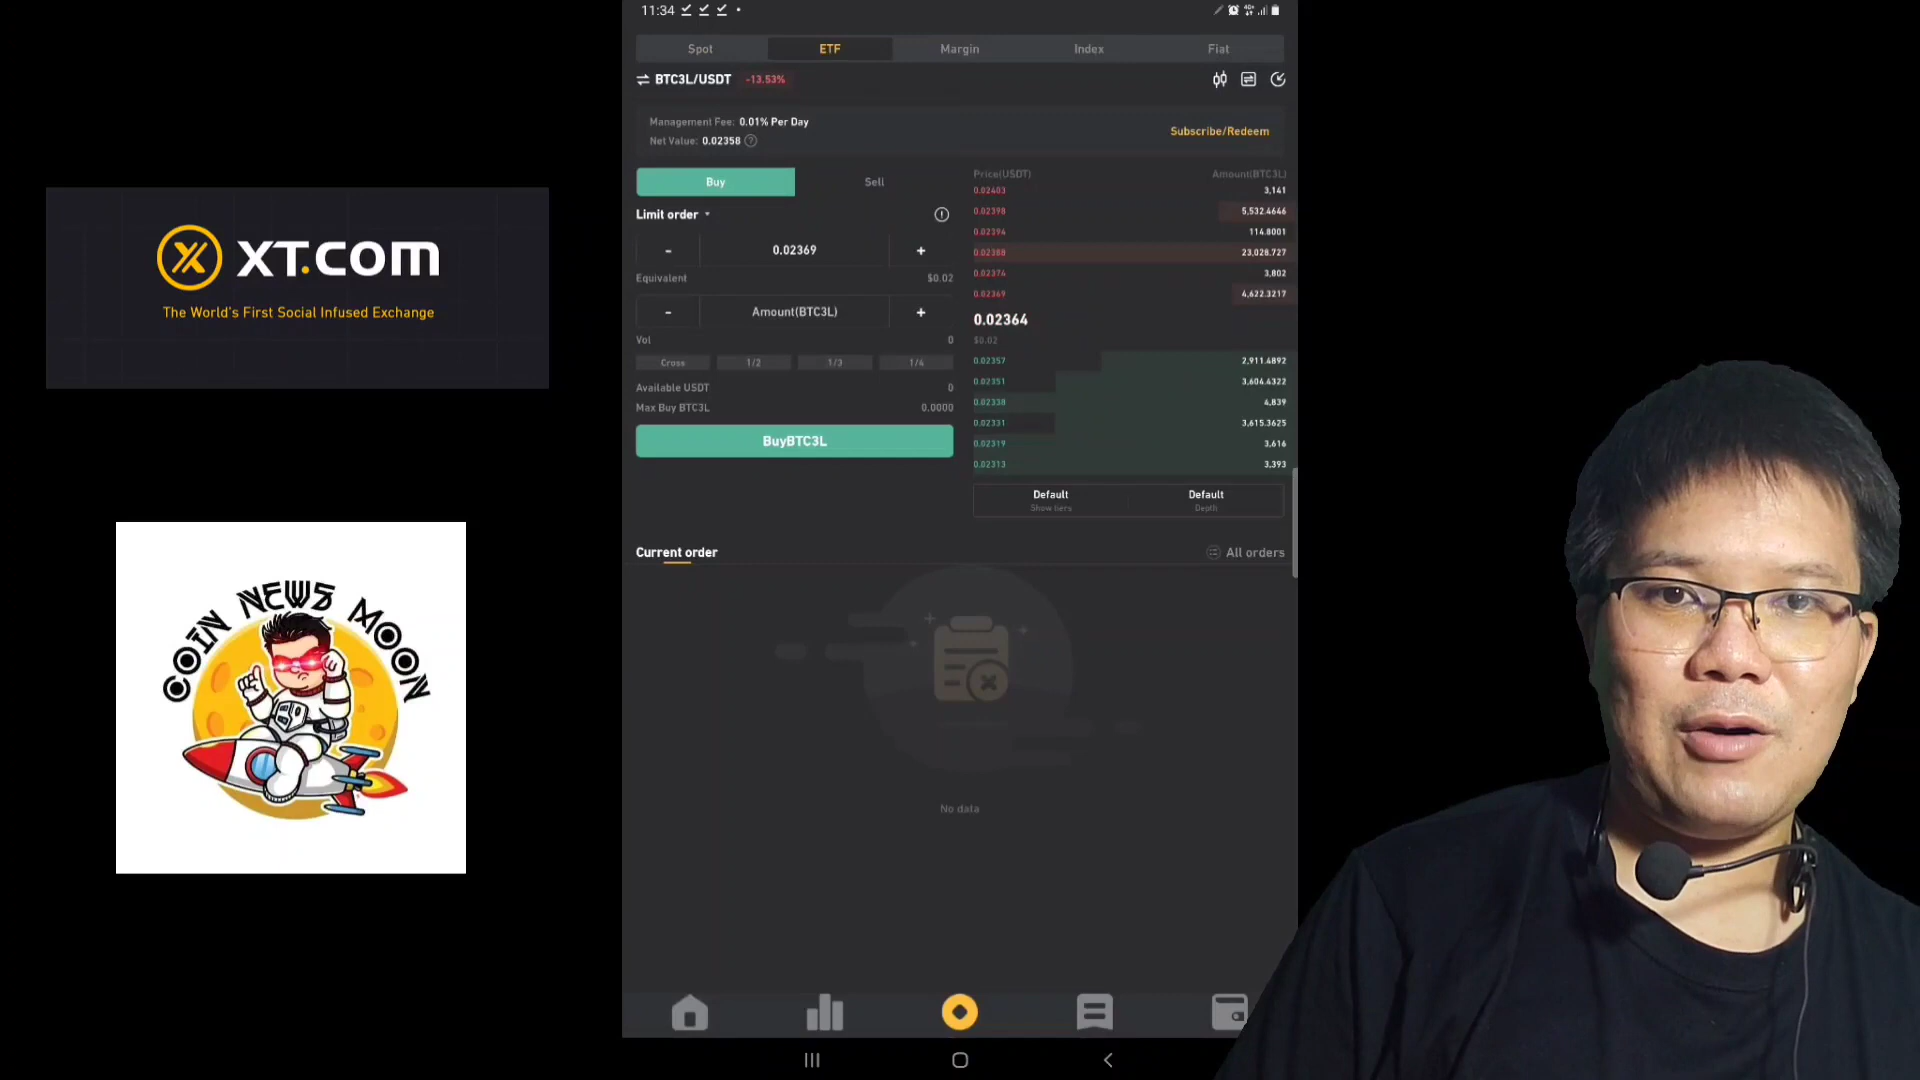 XT.COM
The World's First Social Infused Exchange
COIN NEWS MOON
11:34
Spot ETF Margin Index Fiat
BTC3L/USDT -13.53%
Management Fee: 0.01% Per Day
Net Value: 0.02358
Subscribe/Redeem
Buy Sell
Limit order
- 0.02369 +
Equivalent $0.02
- Amount(BTC3L) +
Vol 0
Cross 1/2 1/3 1/4
Available USDT 0
Max Buy BTC3L 0.0000
BuyBTC3L
Price(USDT) Amount(BTC3L)
0.02403 3,141
0.02398 5,532.4646
0.02394 114.8001
0.02388 23,028.727
0.02374 3,802
0.02369 4,622.3217
0.02364
$0.02
0.02357 2,911.4892
0.02351 3,604.4322
0.02338 4,839
0.02331 3,615.3625
0.02319 3,616
0.02313 3,393
Default Default
Show tiers Depth
Current order All orders
No data